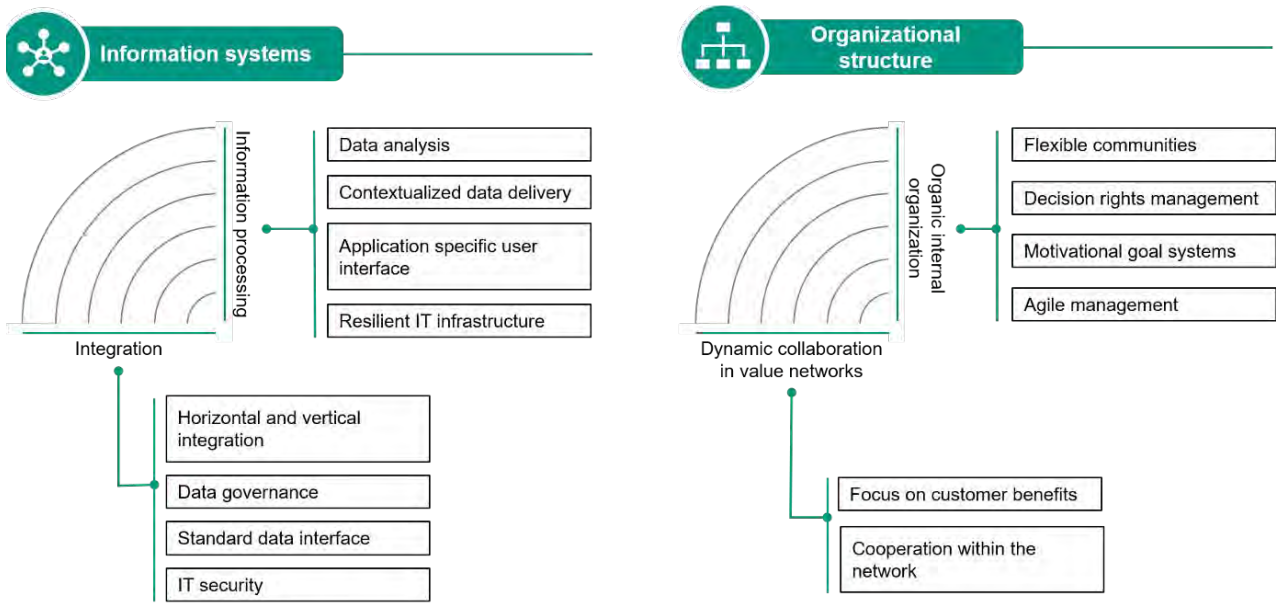 Information systems
Information processing
Data analysis
Contextualized data delivery
Application specific user
interface
Resilient IT infrastructure
Integration
Horizontal and vertical
integration
Data governance
Standard data interface
IT security
Organizational
structure
Organic internal
organization
Flexible communities
Decision rights management
Motivational goal systems
Agile management
Dynamic collaboration
in value networks
Focus on customer benefits
Cooperation within the
network